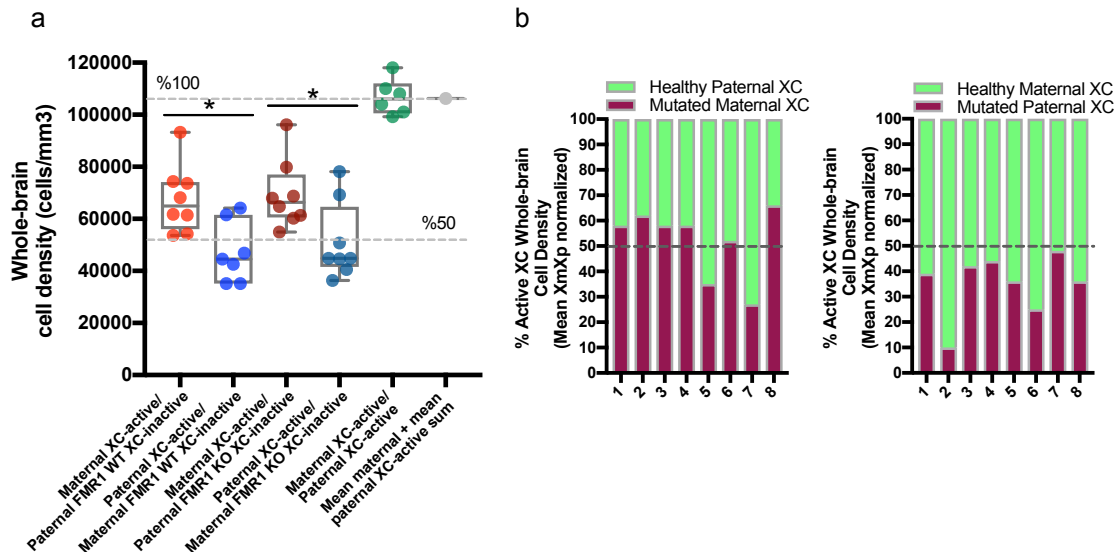 a
Whole-brain
cell density (cells/mm3)
120000
100000
80000
60000
40000
20000
0
%100
*
*
%50
Maternal XC-active/
Paternal FMR1 WT XC-inactive
Paternal XC-active/
Maternal FMR1 WT XC-inactive
Maternal XC-active/
Paternal FMR1 KO XC-inactive
Paternal XC-active/
Maternal FMR1 KO XC-inactive
Maternal XC-active/
Paternal XC-active
Mean maternal + mean
paternal XC-active sum
b
Healthy Paternal XC
Mutated Maternal XC
% Active XC Whole-brain
Cell Density
(Mean XmXp normalized)
100
90
80
70
60
50
40
30
20
10
0
1
2
3
4
5
6
7
8
Healthy Maternal XC
Mutated Paternal XC
% Active XC Whole-brain
Cell Density
(Mean XmXp normalized)
100
90
80
70
60
50
40
30
20
10
0
1
2
3
4
5
6
7
8